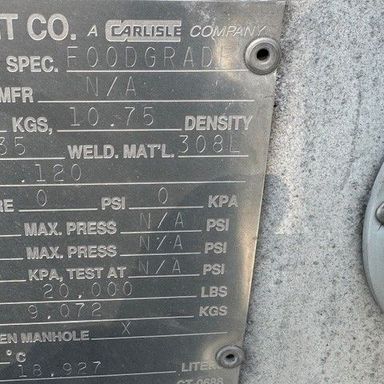 T CO. A CARLISLE COMPANY
SPEC. FOODGRADE
MFR N/A
KGS, 10.75 DENSITY
35 WELD. MAT'L. 308L
.120
RE 0 PSI 0 KPA
MAX. PRESS N/A PSI
MAX. PRESS N/A PSI
KPA, TEST AT N/A PSI
20,000 LBS
9,072 KGS
EN MANHOLE X
°C
18,927 LITER
CT 0688